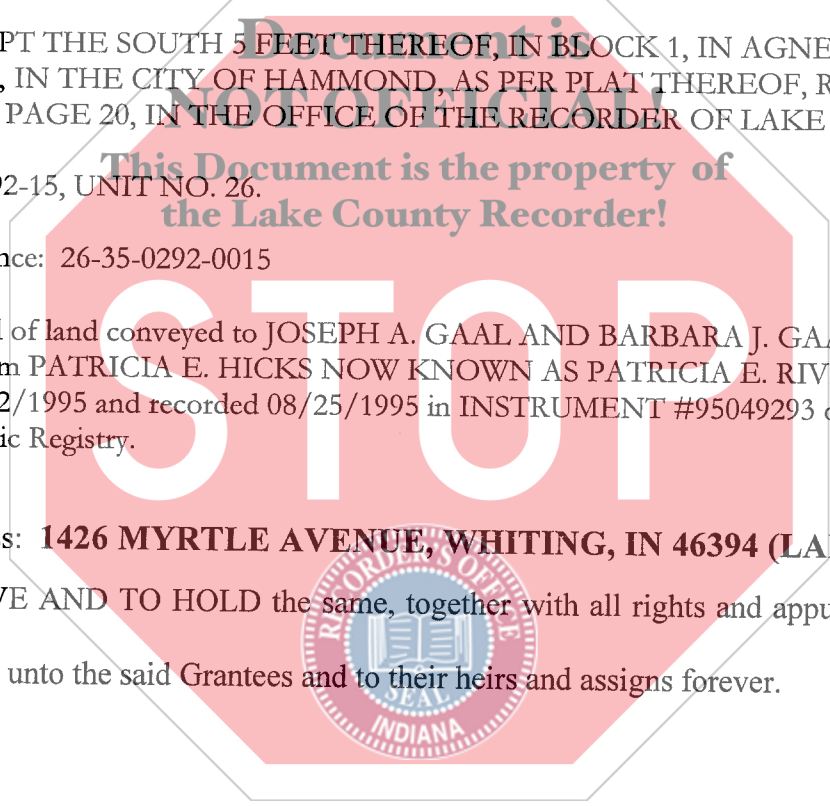 Document is
PT THE SOUTH 5 FEET THEREOF, IN BLOCK 1, IN AGNE
, IN THE CITY OF HAMMOND, AS PER PLAT THEREOF, R
NOT OFFICIAL!
PAGE 20, IN THE OFFICE OF THE RECORDER OF LAKE
This Document is the property of
2-15, UNIT NO. 26.
the Lake County Recorder!
nce: 26-35-0292-0015
STOP
of land conveyed to JOSEPH A. GAAL AND BARBARA J. GAA
m PATRICIA E. HICKS NOW KNOWN AS PATRICIA E. RIV
2/1995 and recorded 08/25/1995 in INSTRUMENT #95049293
ic Registry.
s: 1426 MYRTLE AVENUE, WHITING, IN 46394 (LA
VE AND TO HOLD the same, together with all rights and appu
unto the said Grantees and to their heirs and assigns forever.
RECORDER'S OFFICE
SEAL
INDIANA